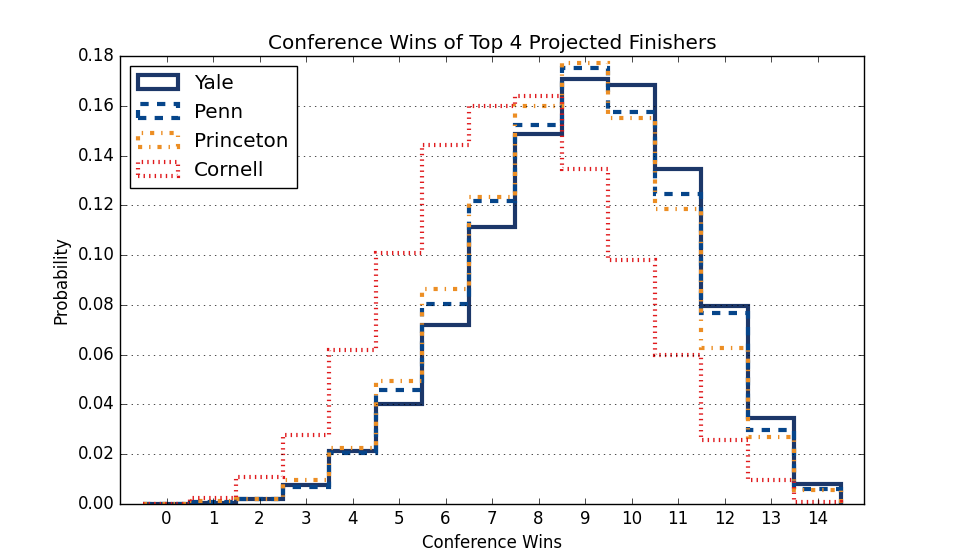 Conference Wins of Top 4 Projected Finishers
0.18
0.16
0.14
0.12
0.10
0.08
0.06
0.04
0.02
0.00
Probability
Yale
Penn
Princeton
Cornell
0 1 2 3 4 5 6 7 8 9 10 11 12 13 14
Conference Wins